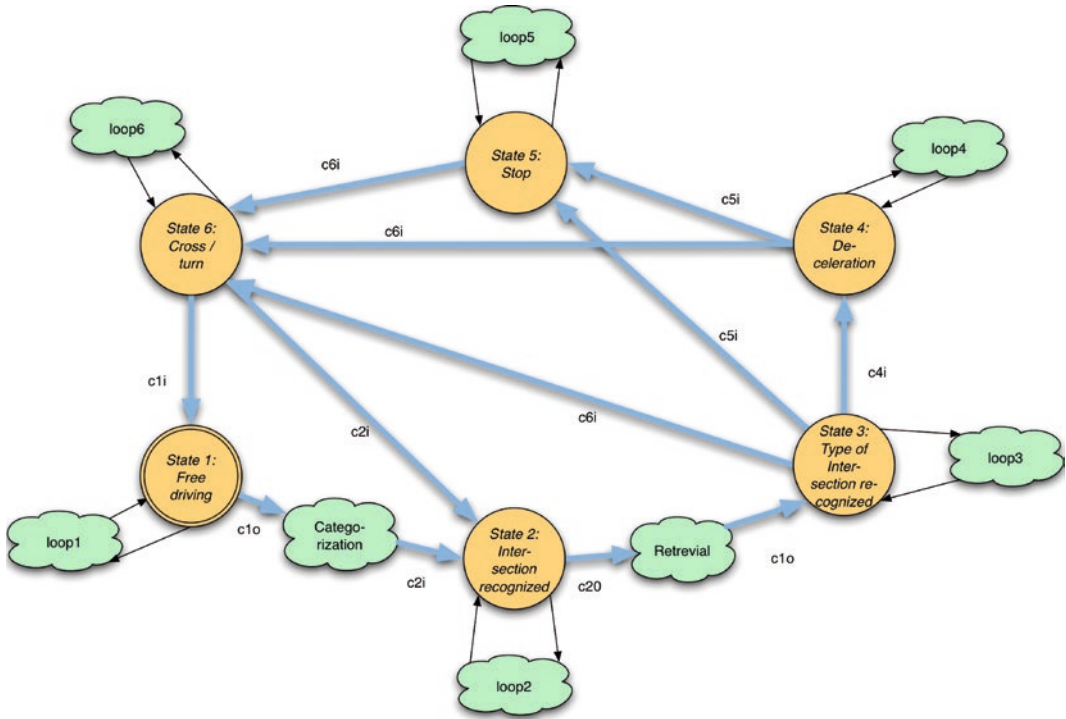 loop5
loop6
State 5:
Stop
loop4
c6i
c5i
State 6:
Cross /
turn
c6i
State 4:
De-
celeration
c5i
c1i
c4i
c2i
c6i
State 1:
Free
driving
State 3:
Type of
Inter-
section re-
cognized
loop3
c1o
Catego-
rization
loop1
State 2:
Inter-
section
recognized
Retrevial
c1o
c2i
c20
loop2